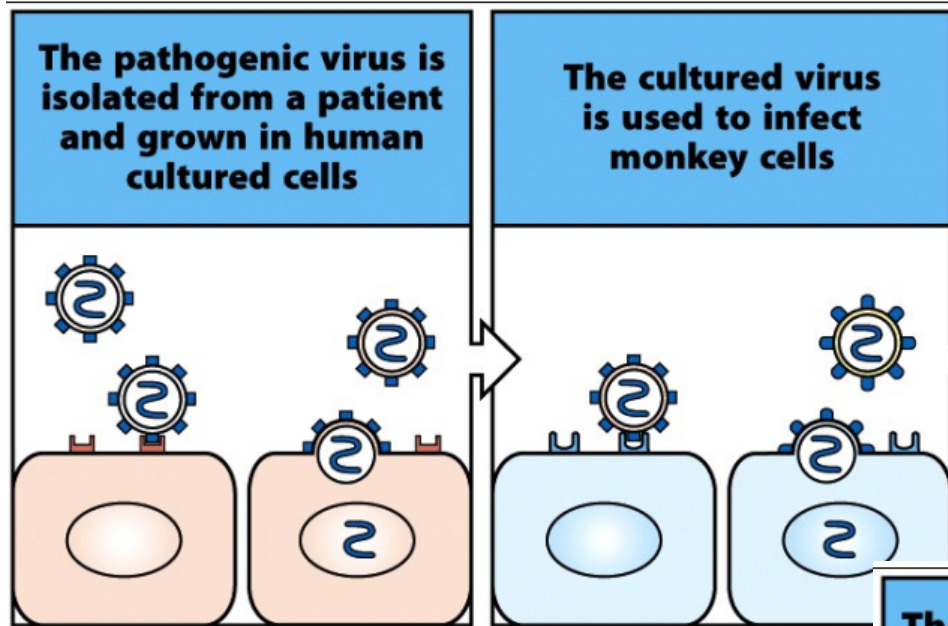 The pathogenic virus is
isolated from a patient
and grown in human
cultured cells
The cultured virus
is used to infect
monkey cells